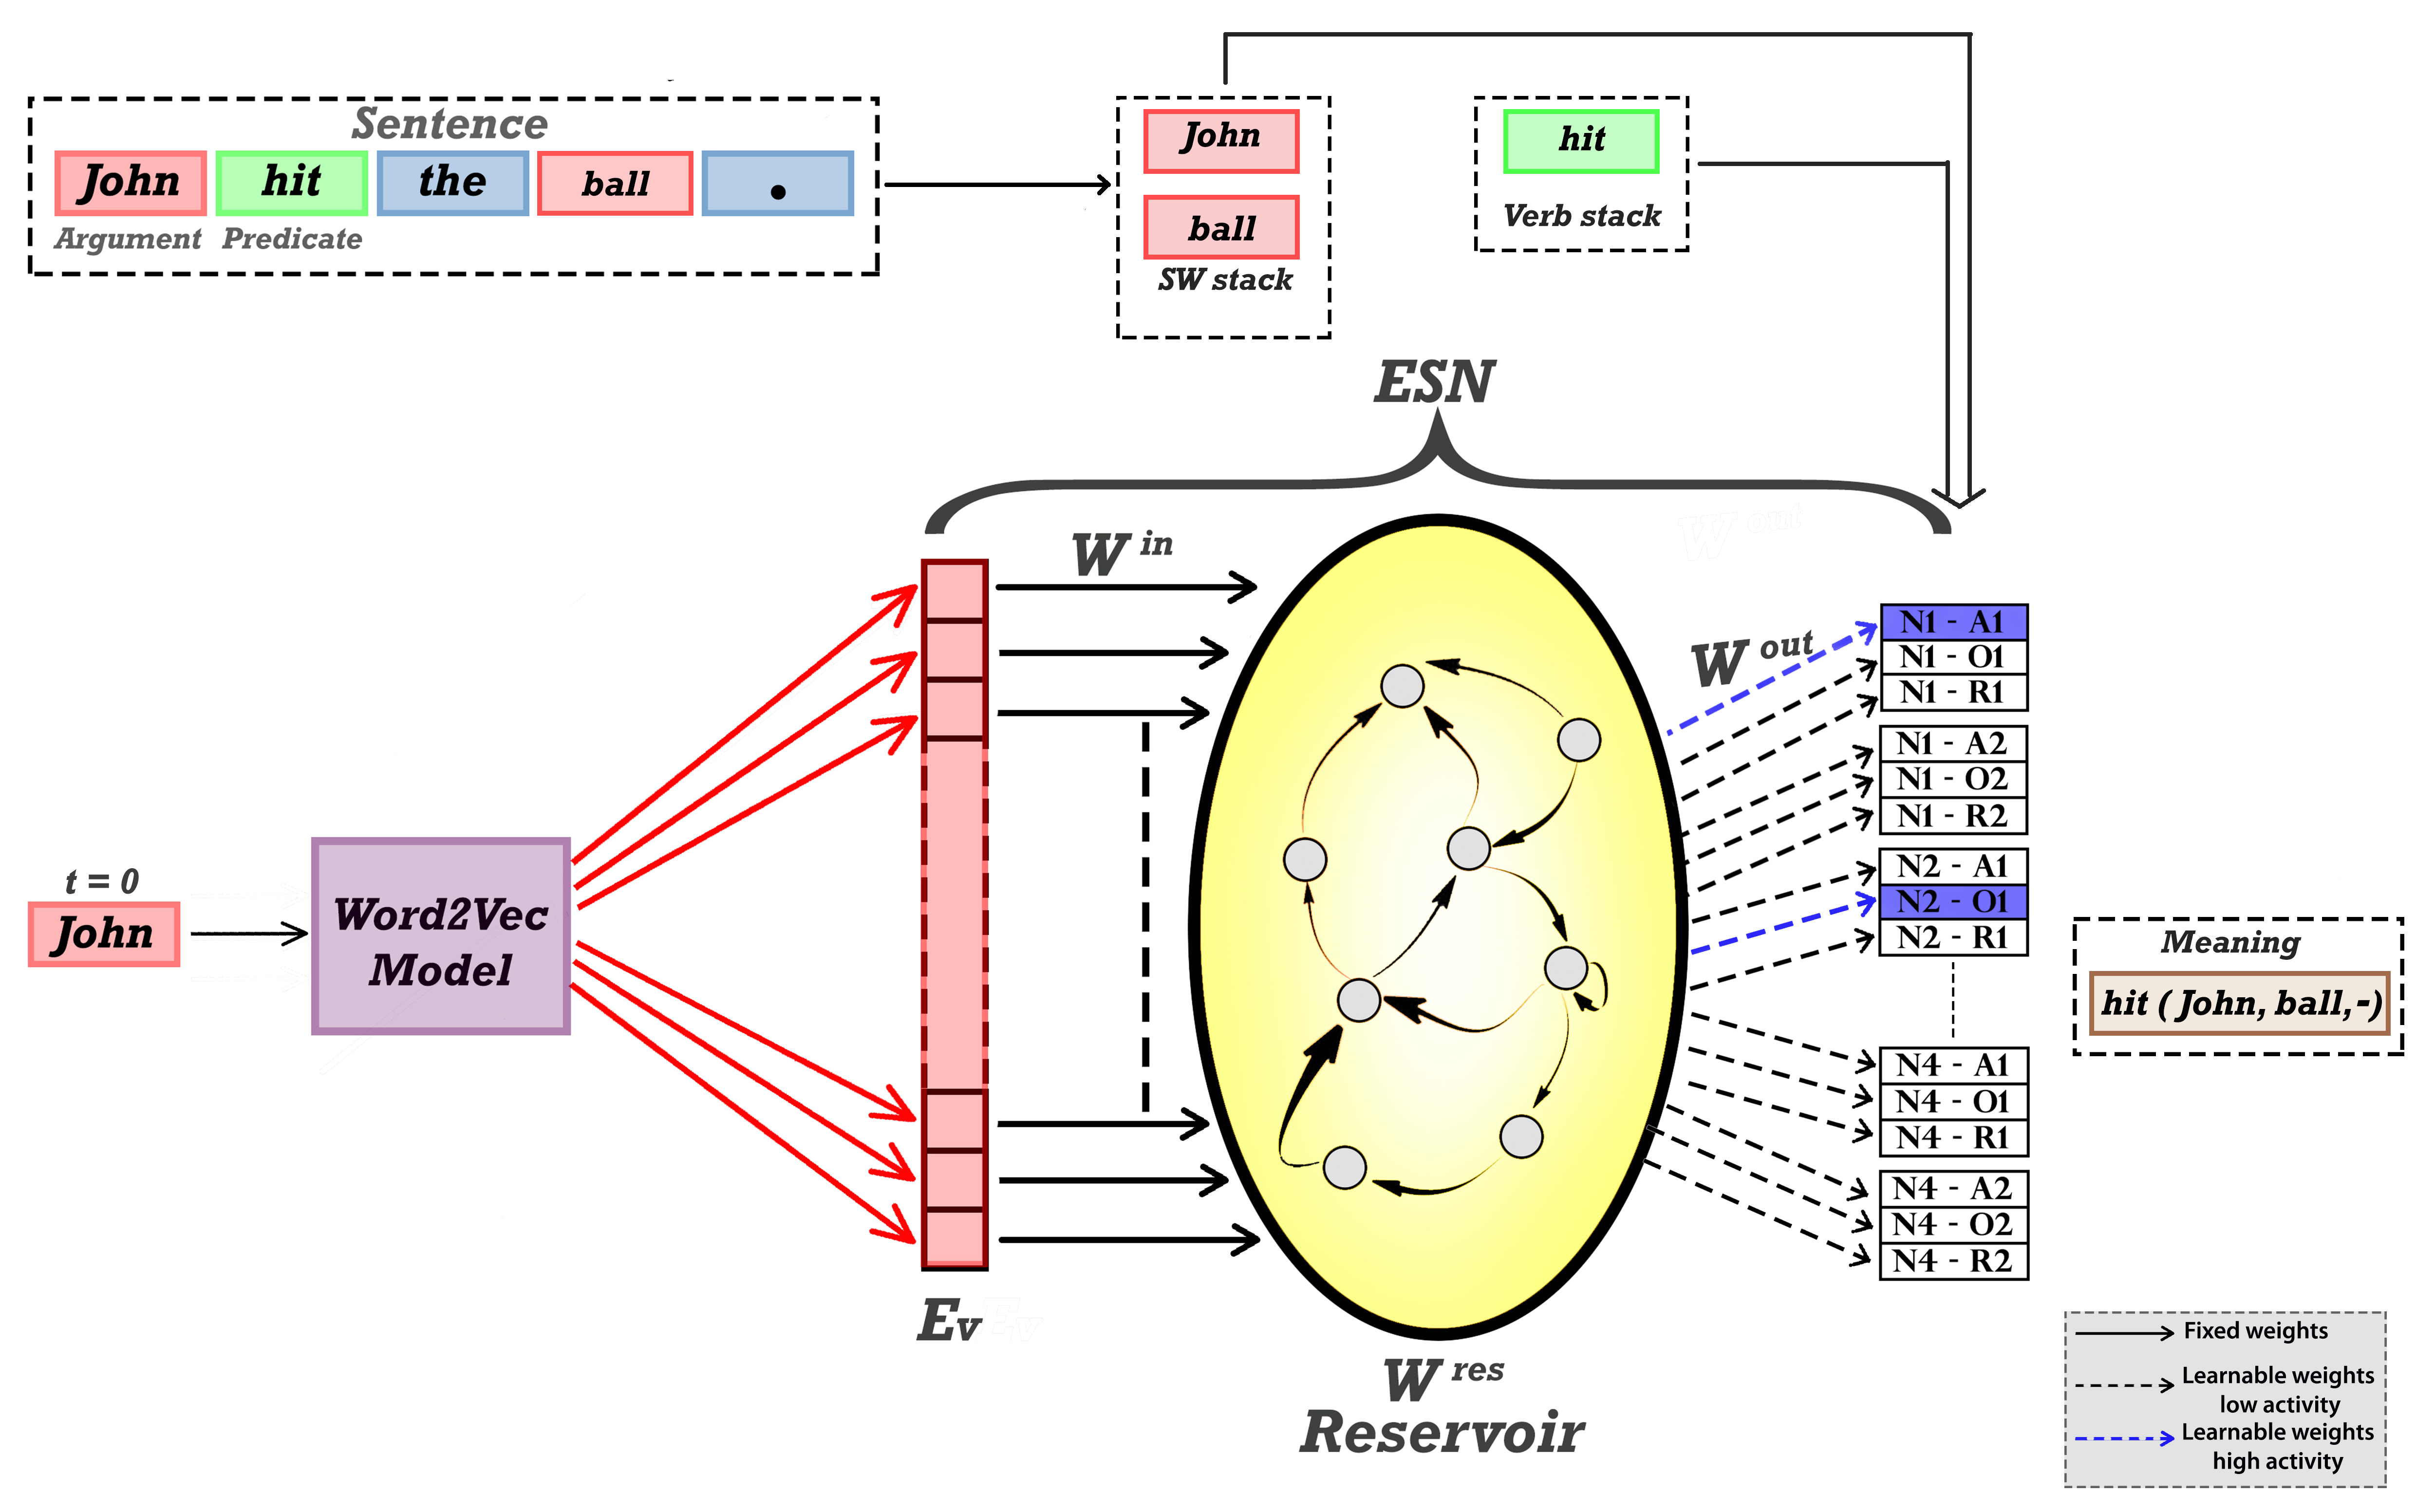 Sentence
John hit the ball .
Argument Predicate
John
ball
SW stack
hit
Verb stack
ESN
W in
W out
t = 0
John
Word2Vec
Model
Ev
W res
Reservoir
N1 - A1
N1 - O1
N1 - R1
N1 - A2
N1 - O2
N1 - R2
N2 - A1
N2 - O1
N2 - R1
N4 - A1
N4 - O1
N4 - R1
N4 - A2
N4 - O2
N4 - R2
Meaning
hit ( John, ball,-)
Fixed weights
Learnable weights
low activity
Learnable weights
high activity